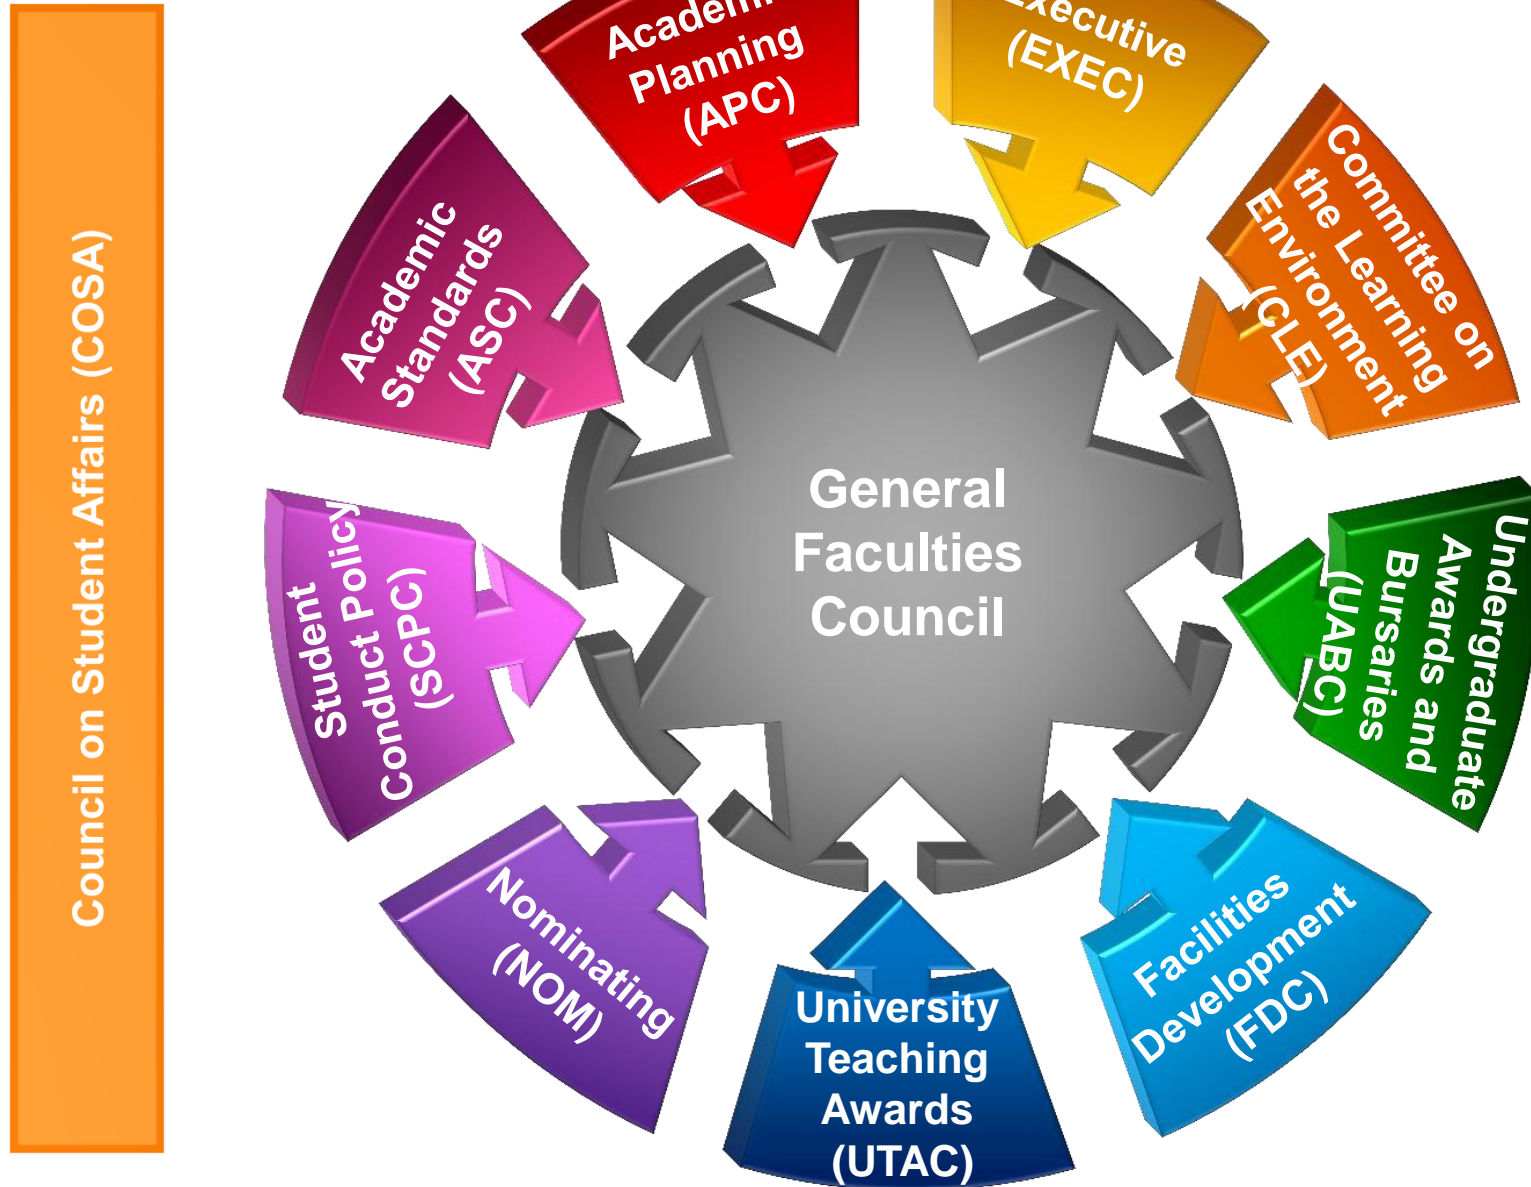 Council on Student Affairs (COSA)
Academic
Planning
(APC)
Executive
(EXEC)
Committee on
the Learning
Environment
(CLE)
Undergraduate
Awards and
Bursaries
(UABC)
Facilities
Development
(FDC)
University
Teaching
Awards
(UTAC)
Nominating
(NOM)
Student
Conduct Policy
(SCPC)
Academic
Standards
(ASC)
General
Faculties
Council